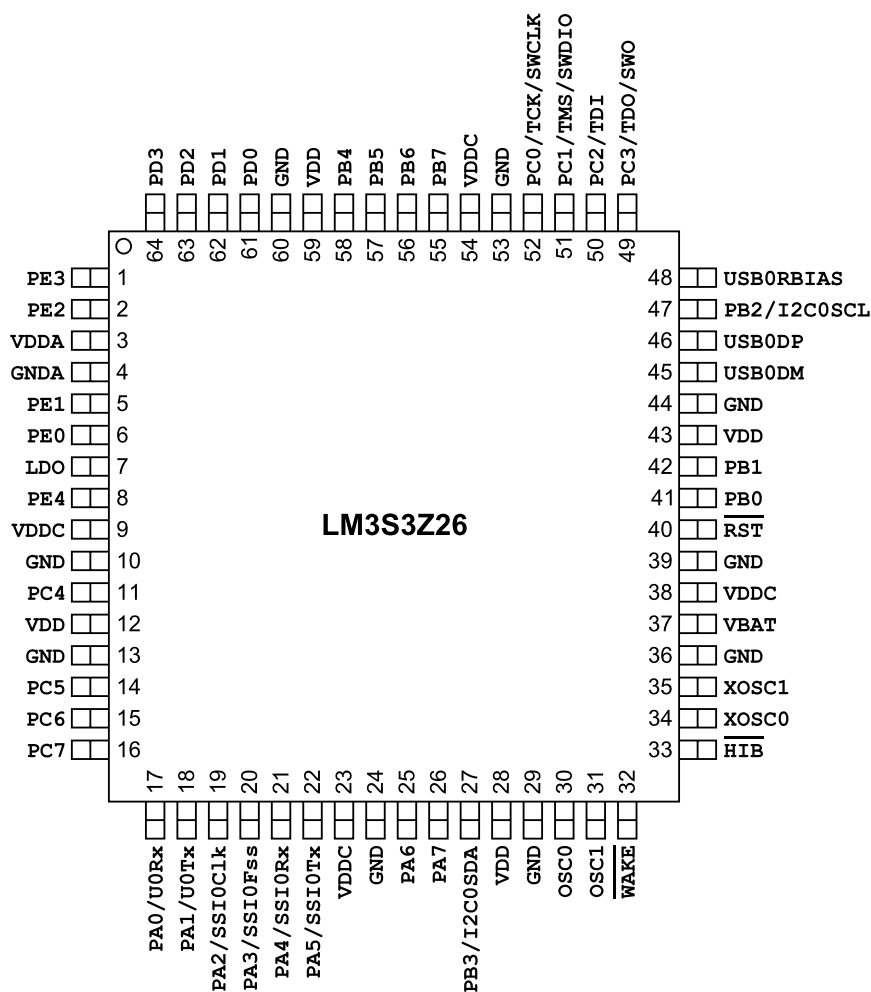 PD3
PD2
PD1
PD0
GND
VDD
PB4
PB5
PB6
PB7
VDDC
GND
PC0/TCK/SWCLK
PC1/TMS/SWDIO
PC2/TDI
PC3/TDO/SWO
64
63
62
61
60
59
58
57
56
55
54
53
52
51
50
49
PE3 1
PE2 2
VDDA 3
GNDA 4
PE1 5
PE0 6
LDO 7
PE4 8
VDDC 9
GND 10
PC4 11
VDD 12
GND 13
PC5 14
PC6 15
PC7 16
LM3S3Z26
48 USB0RBIAS
47 PB2/I2C0SCL
46 USB0DP
45 USB0DM
44 GND
43 VDD
42 PB1
41 PB0
40 RST
39 GND
38 VDDC
37 VBAT
36 GND
35 XOSC1
34 XOSC0
33 HIB
17
18
19
20
21
22
23
24
25
26
27
28
29
30
31
32
PA0/U0Rx
PA1/U0Tx
PA2/SSI0Clk
PA3/SSI0Fss
PA4/SSI0Rx
PA5/SSI0Tx
VDDC
GND
PA6
PA7
PB3/I2C0SDA
VDD
GND
OSC0
OSC1
WAKE